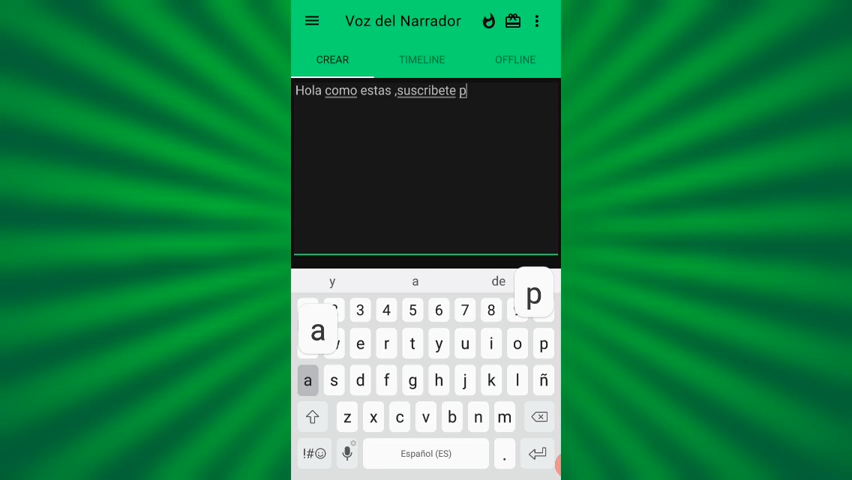 Voz del Narrador
CREAR TIMELINE OFFLINE
Hola como estas ,suscribete p
y a de
p
3 4 5 6 7 8
a
e r t y u i o p
a s d f g h j k l ñ
z x c v b n m
!#☺ Español (ES) .